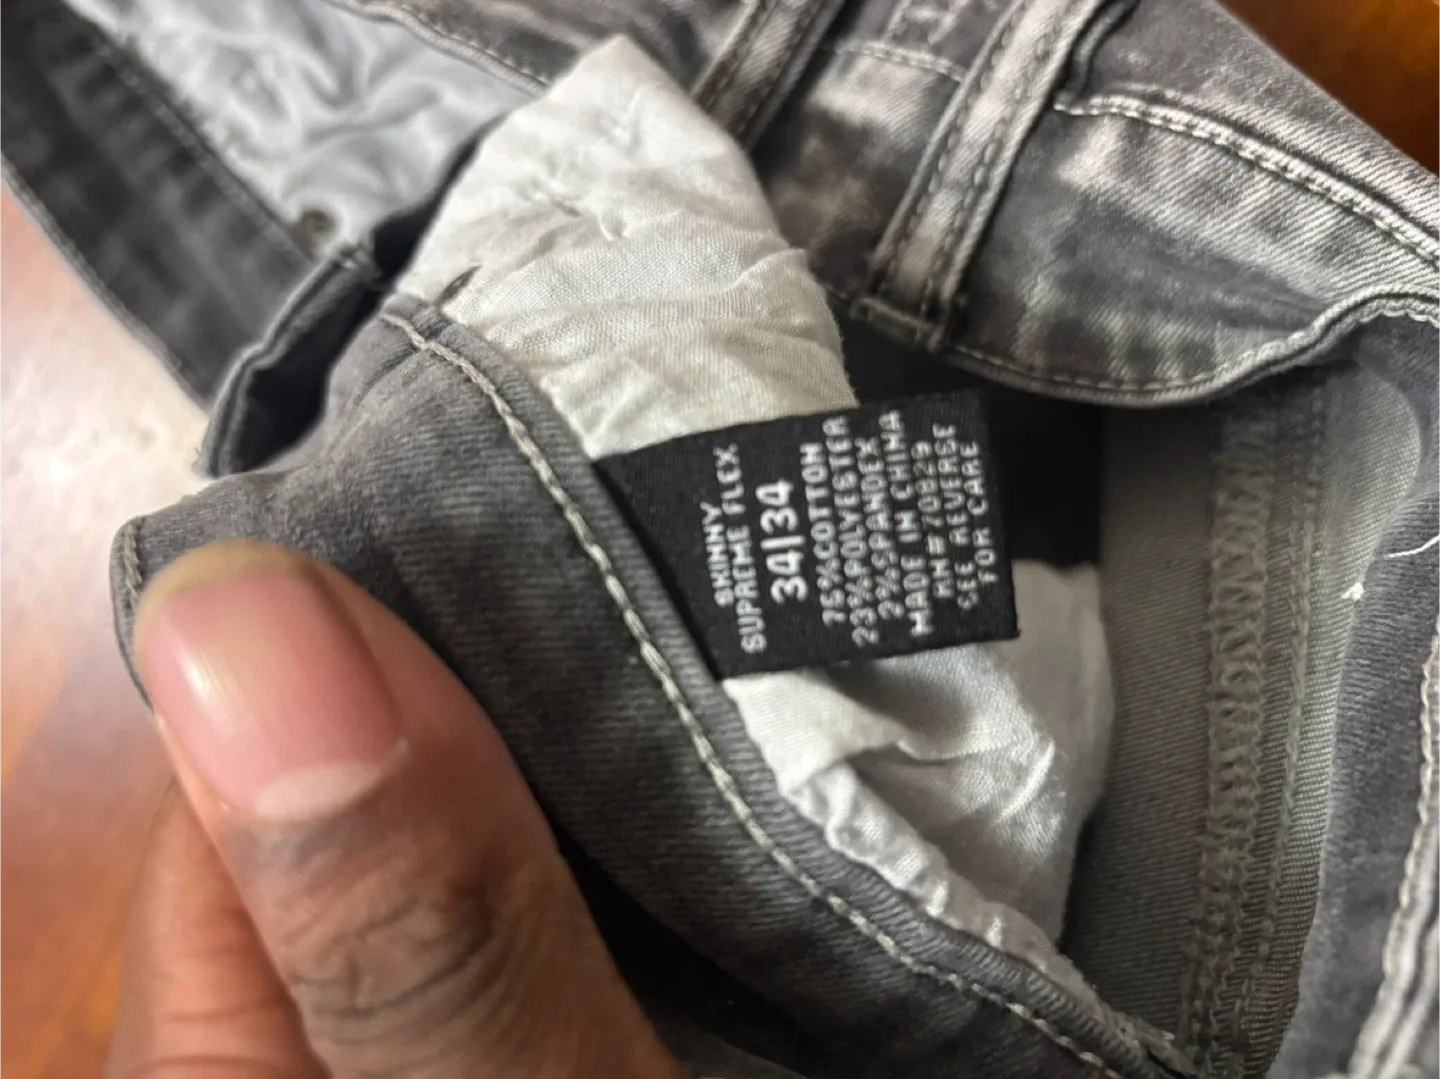 SKINNY
SUPREME FLEX
34|34
75%COTTON
23%POLYESTER
2%SPANDEX
MADE IN CHINA
RN# 70829
SEE REVERSE
FOR CARE